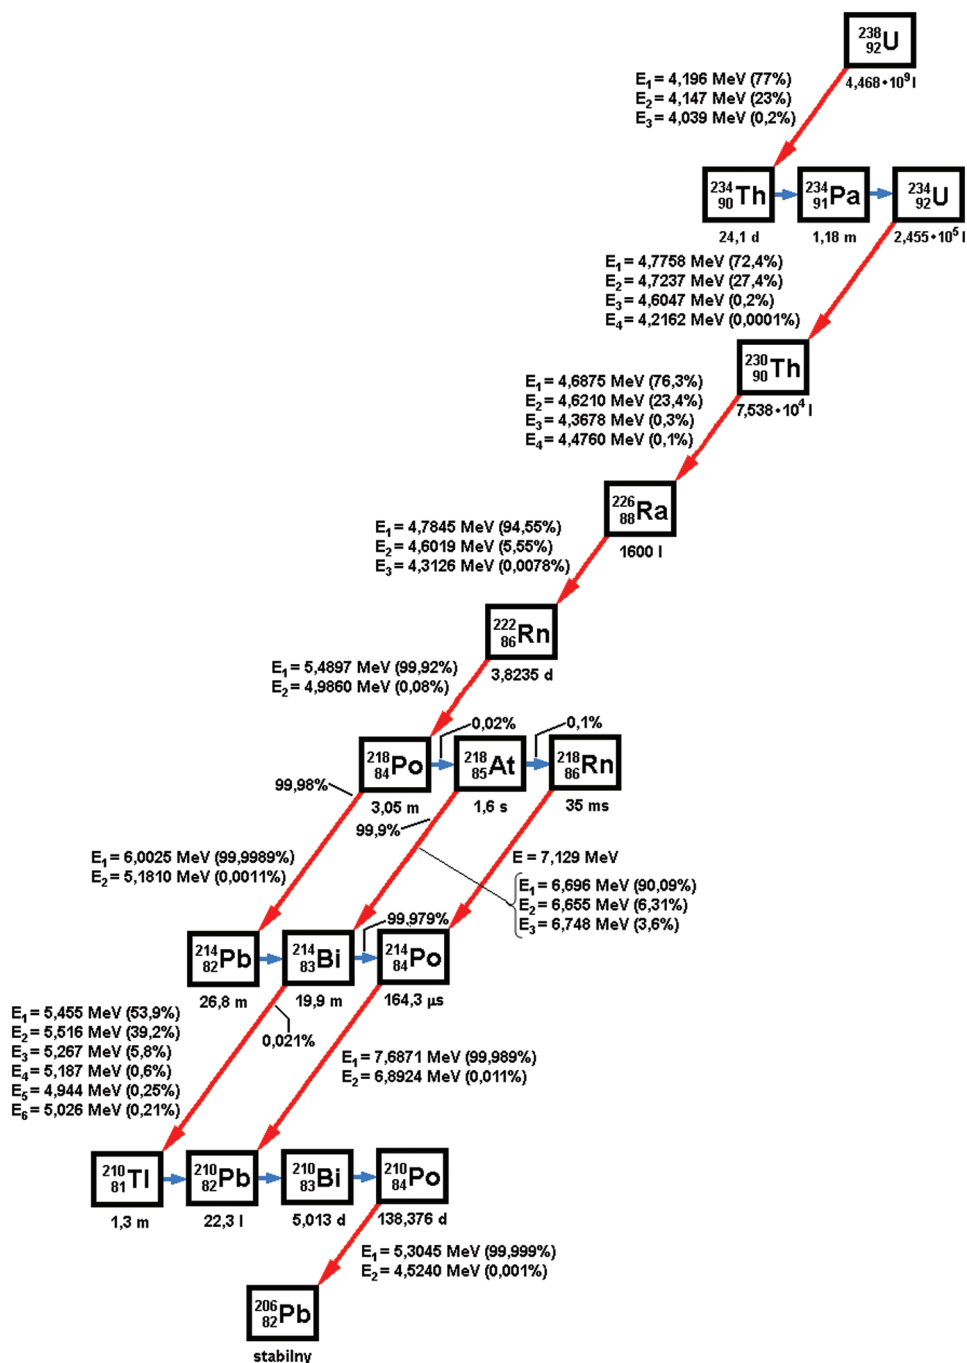 238
92 U
4,468•10⁹ l
E₁ = 4,196 MeV (77%)
E₂ = 4,147 MeV (23%)
E₃ = 4,039 MeV (0,2%)
234
90 Th
24,1 d
234
91 Pa
1,18 m
234
92 U
2,455•10⁵ l
E₁ = 4,7758 MeV (72,4%)
E₂ = 4,7237 MeV (27,4%)
E₃ = 4,6047 MeV (0,2%)
E₄ = 4,2162 MeV (0,0001%)
230
90 Th
7,538•10⁴ l
E₁ = 4,6875 MeV (76,3%)
E₂ = 4,6210 MeV (23,4%)
E₃ = 4,3678 MeV (0,3%)
E₄ = 4,4760 MeV (0,1%)
226
88 Ra
1600 l
E₁ = 4,7845 MeV (94,55%)
E₂ = 4,6019 MeV (5,55%)
E₃ = 4,3126 MeV (0,0078%)
222
86 Rn
3,8235 d
E₁ = 5,4897 MeV (99,92%)
E₂ = 4,9860 MeV (0,08%)
0,02%
0,1%
218
84 Po
3,05 m
218
85 At
1,6 s
218
86 Rn
35 ms
99,98%
99,9%
E₁ = 6,0025 MeV (99,9989%)
E₂ = 5,1810 MeV (0,0011%)
E = 7,129 MeV
E₁ = 6,696 MeV (90,09%)
E₂ = 6,655 MeV (6,31%)
E₃ = 6,748 MeV (3,6%)
99,979%
214
82 Pb
26,8 m
214
83 Bi
19,9 m
214
84 Po
164,3 µs
E₁ = 5,455 MeV (53,9%)
E₂ = 5,516 MeV (39,2%)
E₃ = 5,267 MeV (5,8%)
E₄ = 5,187 MeV (0,6%)
E₅ = 4,944 MeV (0,25%)
E₆ = 5,026 MeV (0,21%)
0,021%
E₁ = 7,6871 MeV (99,989%)
E₂ = 6,8924 MeV (0,011%)
210
81 Tl
1,3 m
210
82 Pb
22,3 l
210
83 Bi
5,013 d
210
84 Po
138,376 d
E₁ = 5,3045 MeV (99,999%)
E₂ = 4,5240 MeV (0,001%)
206
82 Pb
stabilny